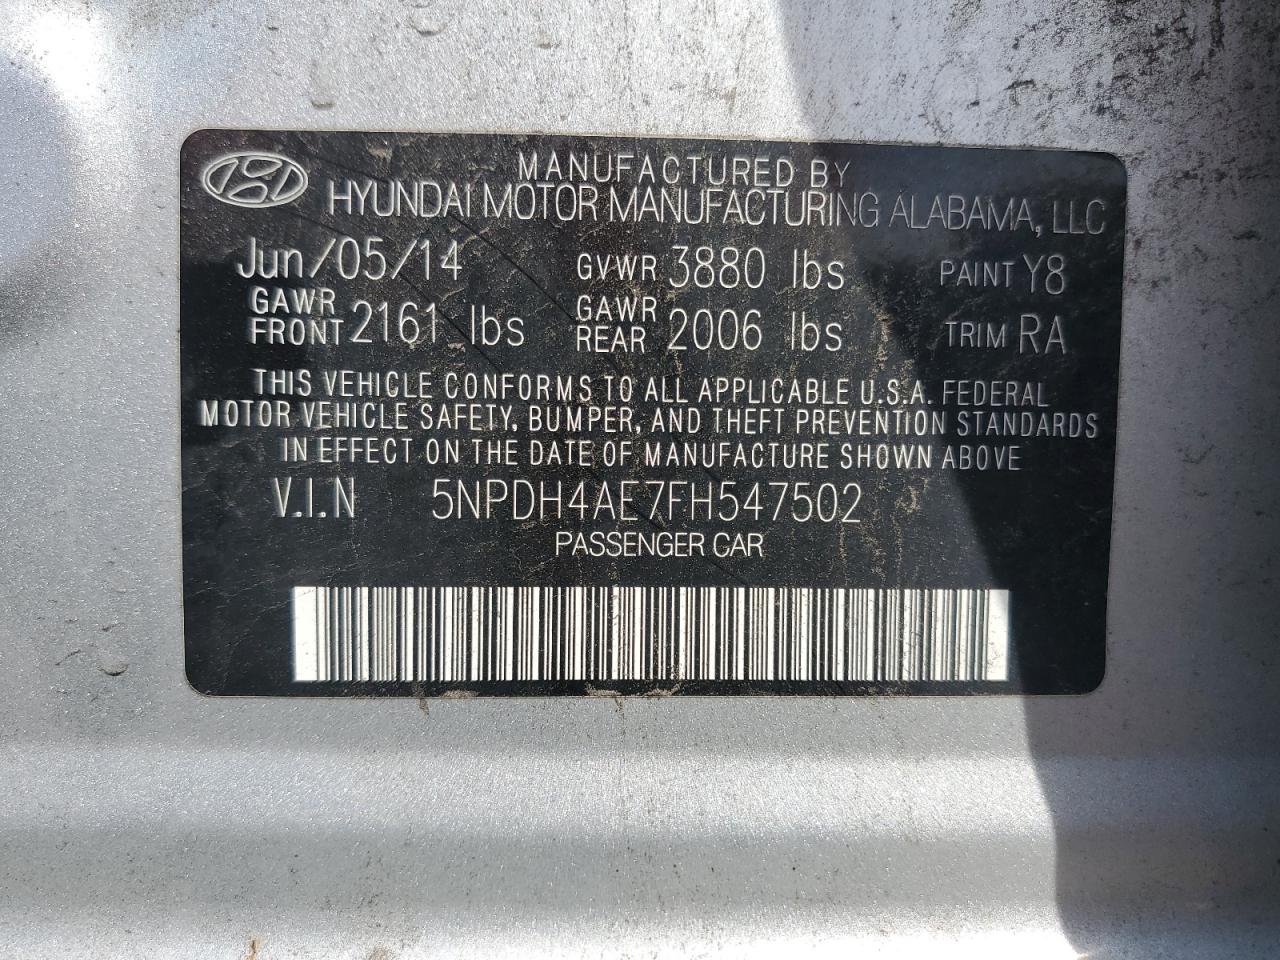 MANUFACTURED BY
HYUNDAI MOTOR MANUFACTURING ALABAMA, LLC
Jun/05/14 GVWR 3880 lbs PAINT Y8
GAWR FRONT 2161 lbs GAWR REAR 2006 lbs TRIM RA
THIS VEHICLE CONFORMS TO ALL APPLICABLE U.S.A. FEDERAL
MOTOR VEHICLE SAFETY, BUMPER, AND THEFT PREVENTION STANDARDS
IN EFFECT ON THE DATE OF MANUFACTURE SHOWN ABOVE
V.I.N 5NPDH4AE7FH547502
PASSENGER CAR